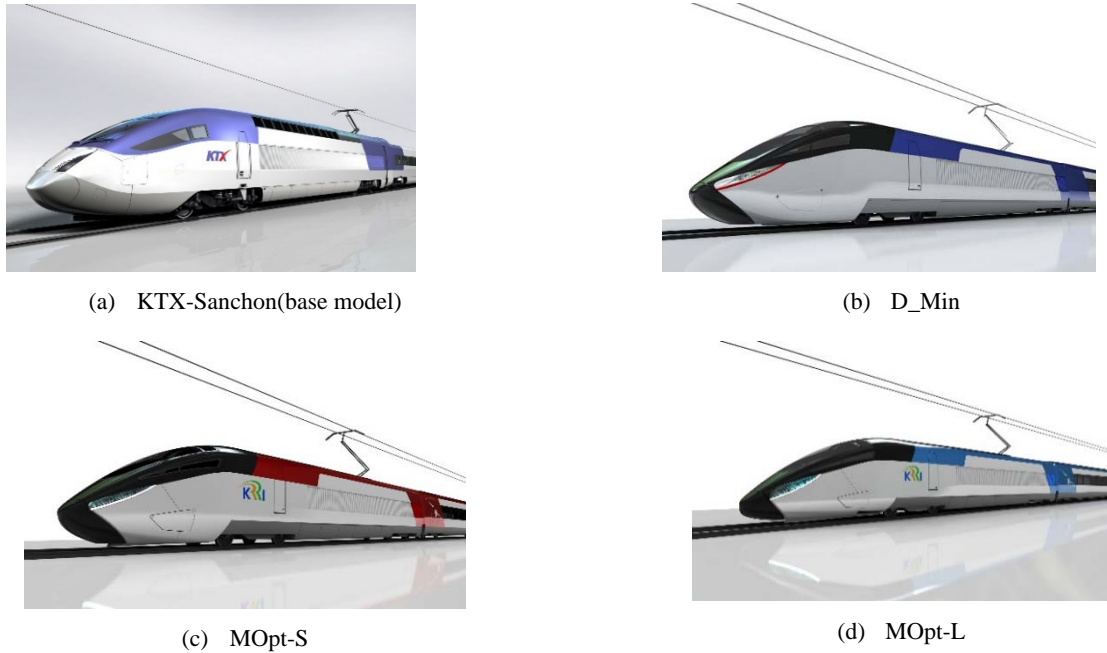 KTX
(a) KTX-Sanchon(base model)
(b) D_Min
KRRI
(c) MOpt-S
KRRI
(d) MOpt-L